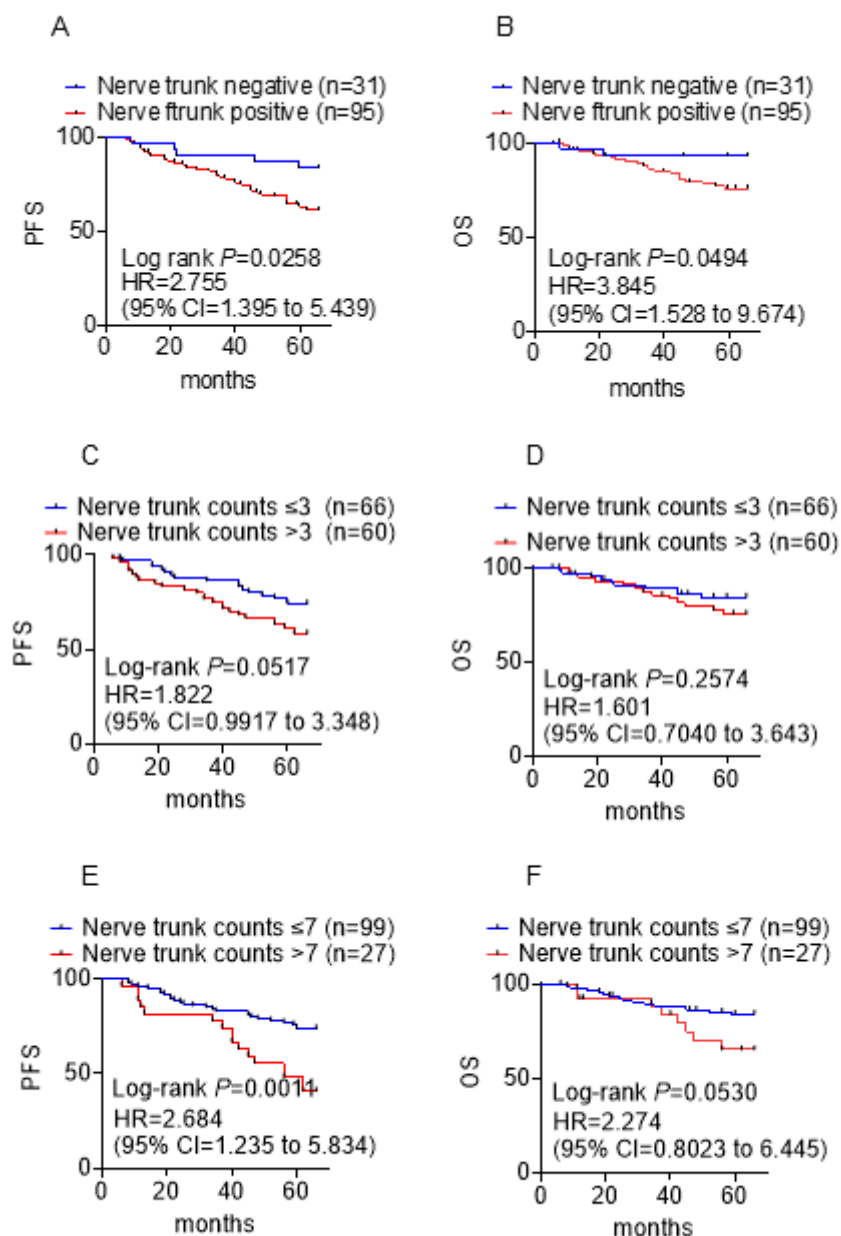 A
Nerve trunk negative (n=31)
Nerve ftrunk positive (n=95)
100
50
0
PFS
Log rank P=0.0258
HR=2.755
(95% CI=1.395 to 5.439)
0 20 40 60
months
B
Nerve trunk negative (n=31)
Nerve ftrunk positive (n=95)
100
50
0
OS
Log-rank P=0.0494
HR=3.845
(95% CI=1.528 to 9.674)
0 20 40 60
months
C
Nerve trunk counts ≤3 (n=66)
Nerve trunk counts >3 (n=60)
100
50
0
PFS
Log-rank P=0.0517
HR=1.822
(95% CI=0.9917 to 3.348)
0 20 40 60
months
D
Nerve trunk counts ≤3 (n=66)
Nerve trunk counts >3 (n=60)
100
50
0
OS
Log-rank P=0.2574
HR=1.601
(95% CI=0.7040 to 3.643)
0 20 40 60
months
E
Nerve trunk counts ≤7 (n=99)
Nerve trunk counts >7 (n=27)
100
50
0
PFS
Log-rank P=0.0011
HR=2.684
(95% CI=1.235 to 5.834)
0 20 40 60
months
F
Nerve trunk counts ≤7 (n=99)
Nerve trunk counts >7 (n=27)
100
50
0
OS
Log-rank P=0.0530
HR=2.274
(95% CI=0.8023 to 6.445)
0 20 40 60
months